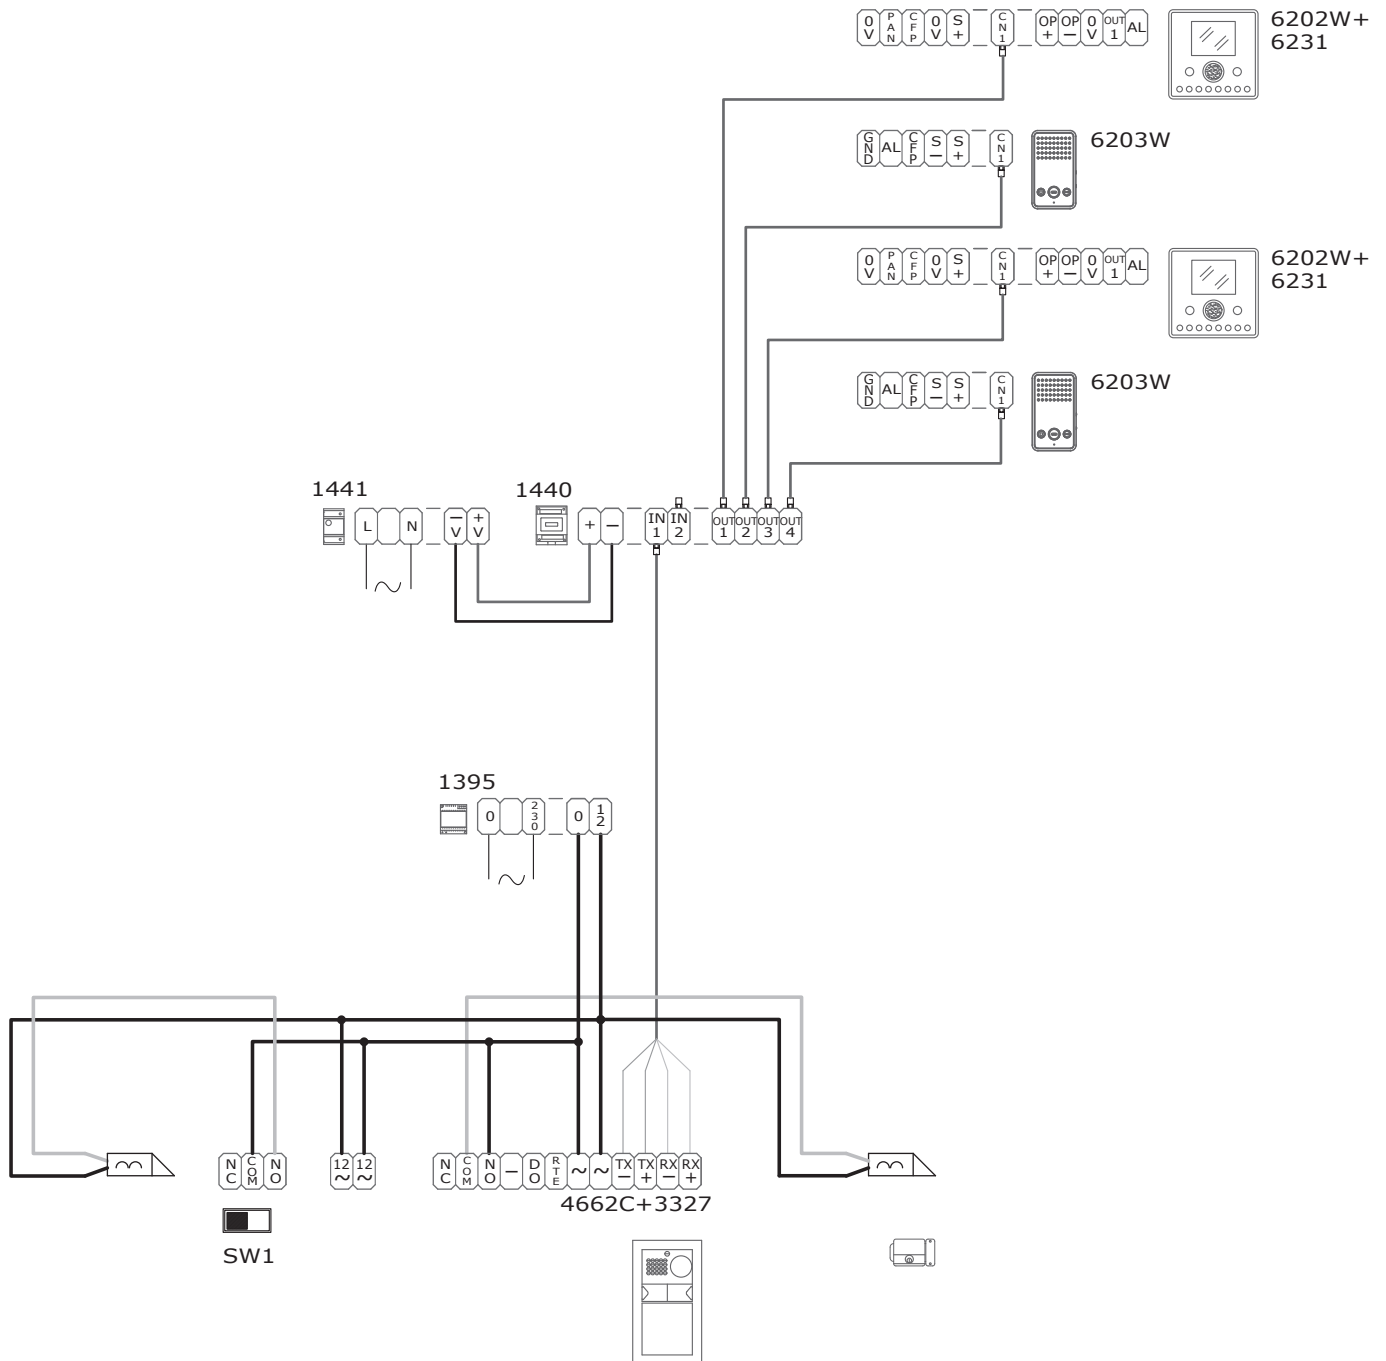 0V PAN CFP 0V S+ CN1 OP+ OP− 0V OUT1 AL
6202W+
6231
GND AL CFP S− S+ CN1
6203W
0V PAN CFP 0V S+ CN1 OP+ OP− 0V OUT1 AL
6202W+
6231
GND AL CFP S− S+ CN1
6203W
1441
1440
L N −V +V + − IN1 IN2 OUT1 OUT2 OUT3 OUT4
~
1395
0 230 0 12
~
NC COM NO 12~ 12~ NC COM NO − DO RTE ~ ~ TX− TX+ RX− RX+
4662C+3327
SW1